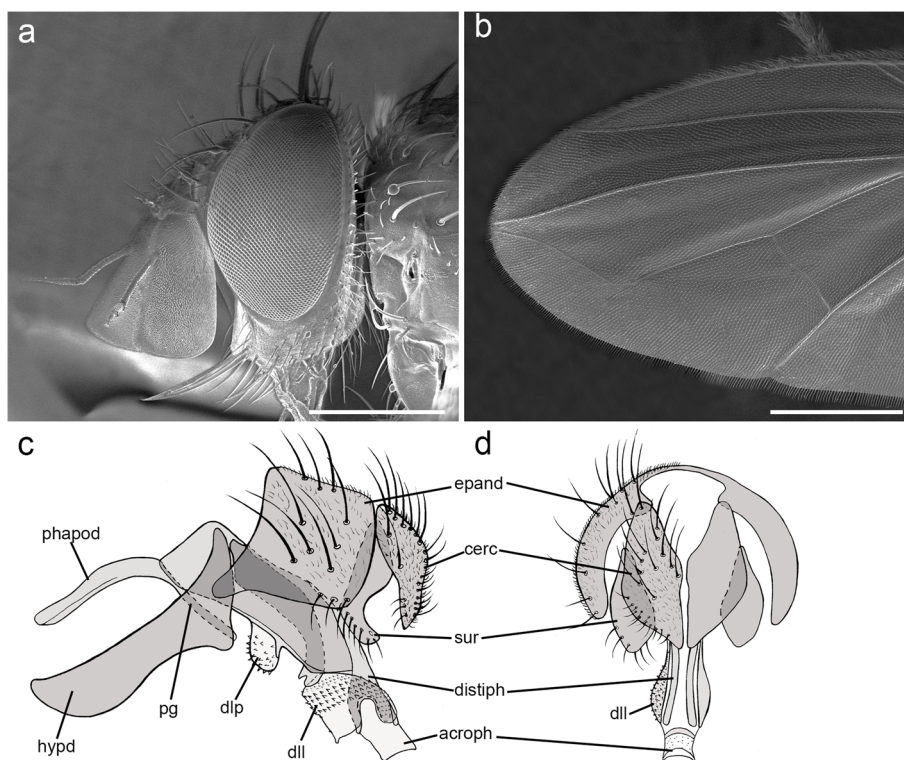 a
b
c
d
epand
phapod
cerc
sur
distiph
pg
dlp
dll
dll
hypd
acroph